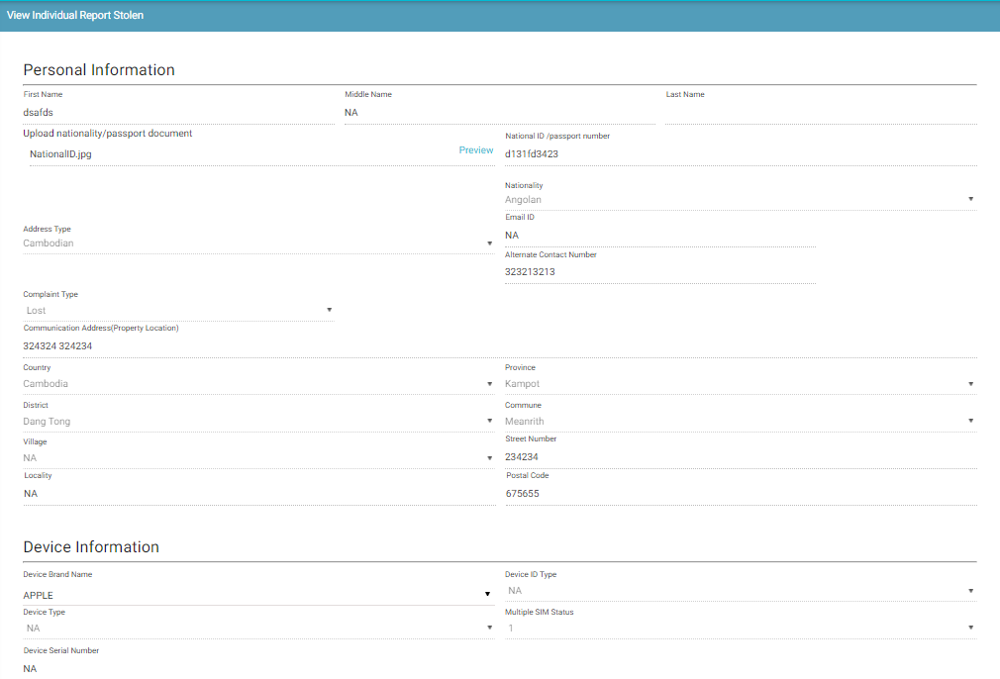 View Individual Report Stolen
Personal Information
First Name
Middle Name
Last Name
dsafds
NA
Upload nationality/passport document
National ID /passport number
NationalID.jpg
Preview
d131fd3423
Nationality
Angolan
Email ID
Address Type
NA
Cambodian
Alternate Contact Number
323213213
Complaint Type
Lost
Communication Address(Property Location)
324324 324234
Country
Province
Cambodia
Kampot
District
Commune
Dang Tong
Meanrith
Village
Street Number
NA
234234
Locality
Postal Code
NA
675655
Device Information
Device Brand Name
Device ID Type
APPLE
NA
Device Type
Multiple SIM Status
NA
1
Device Serial Number
NA